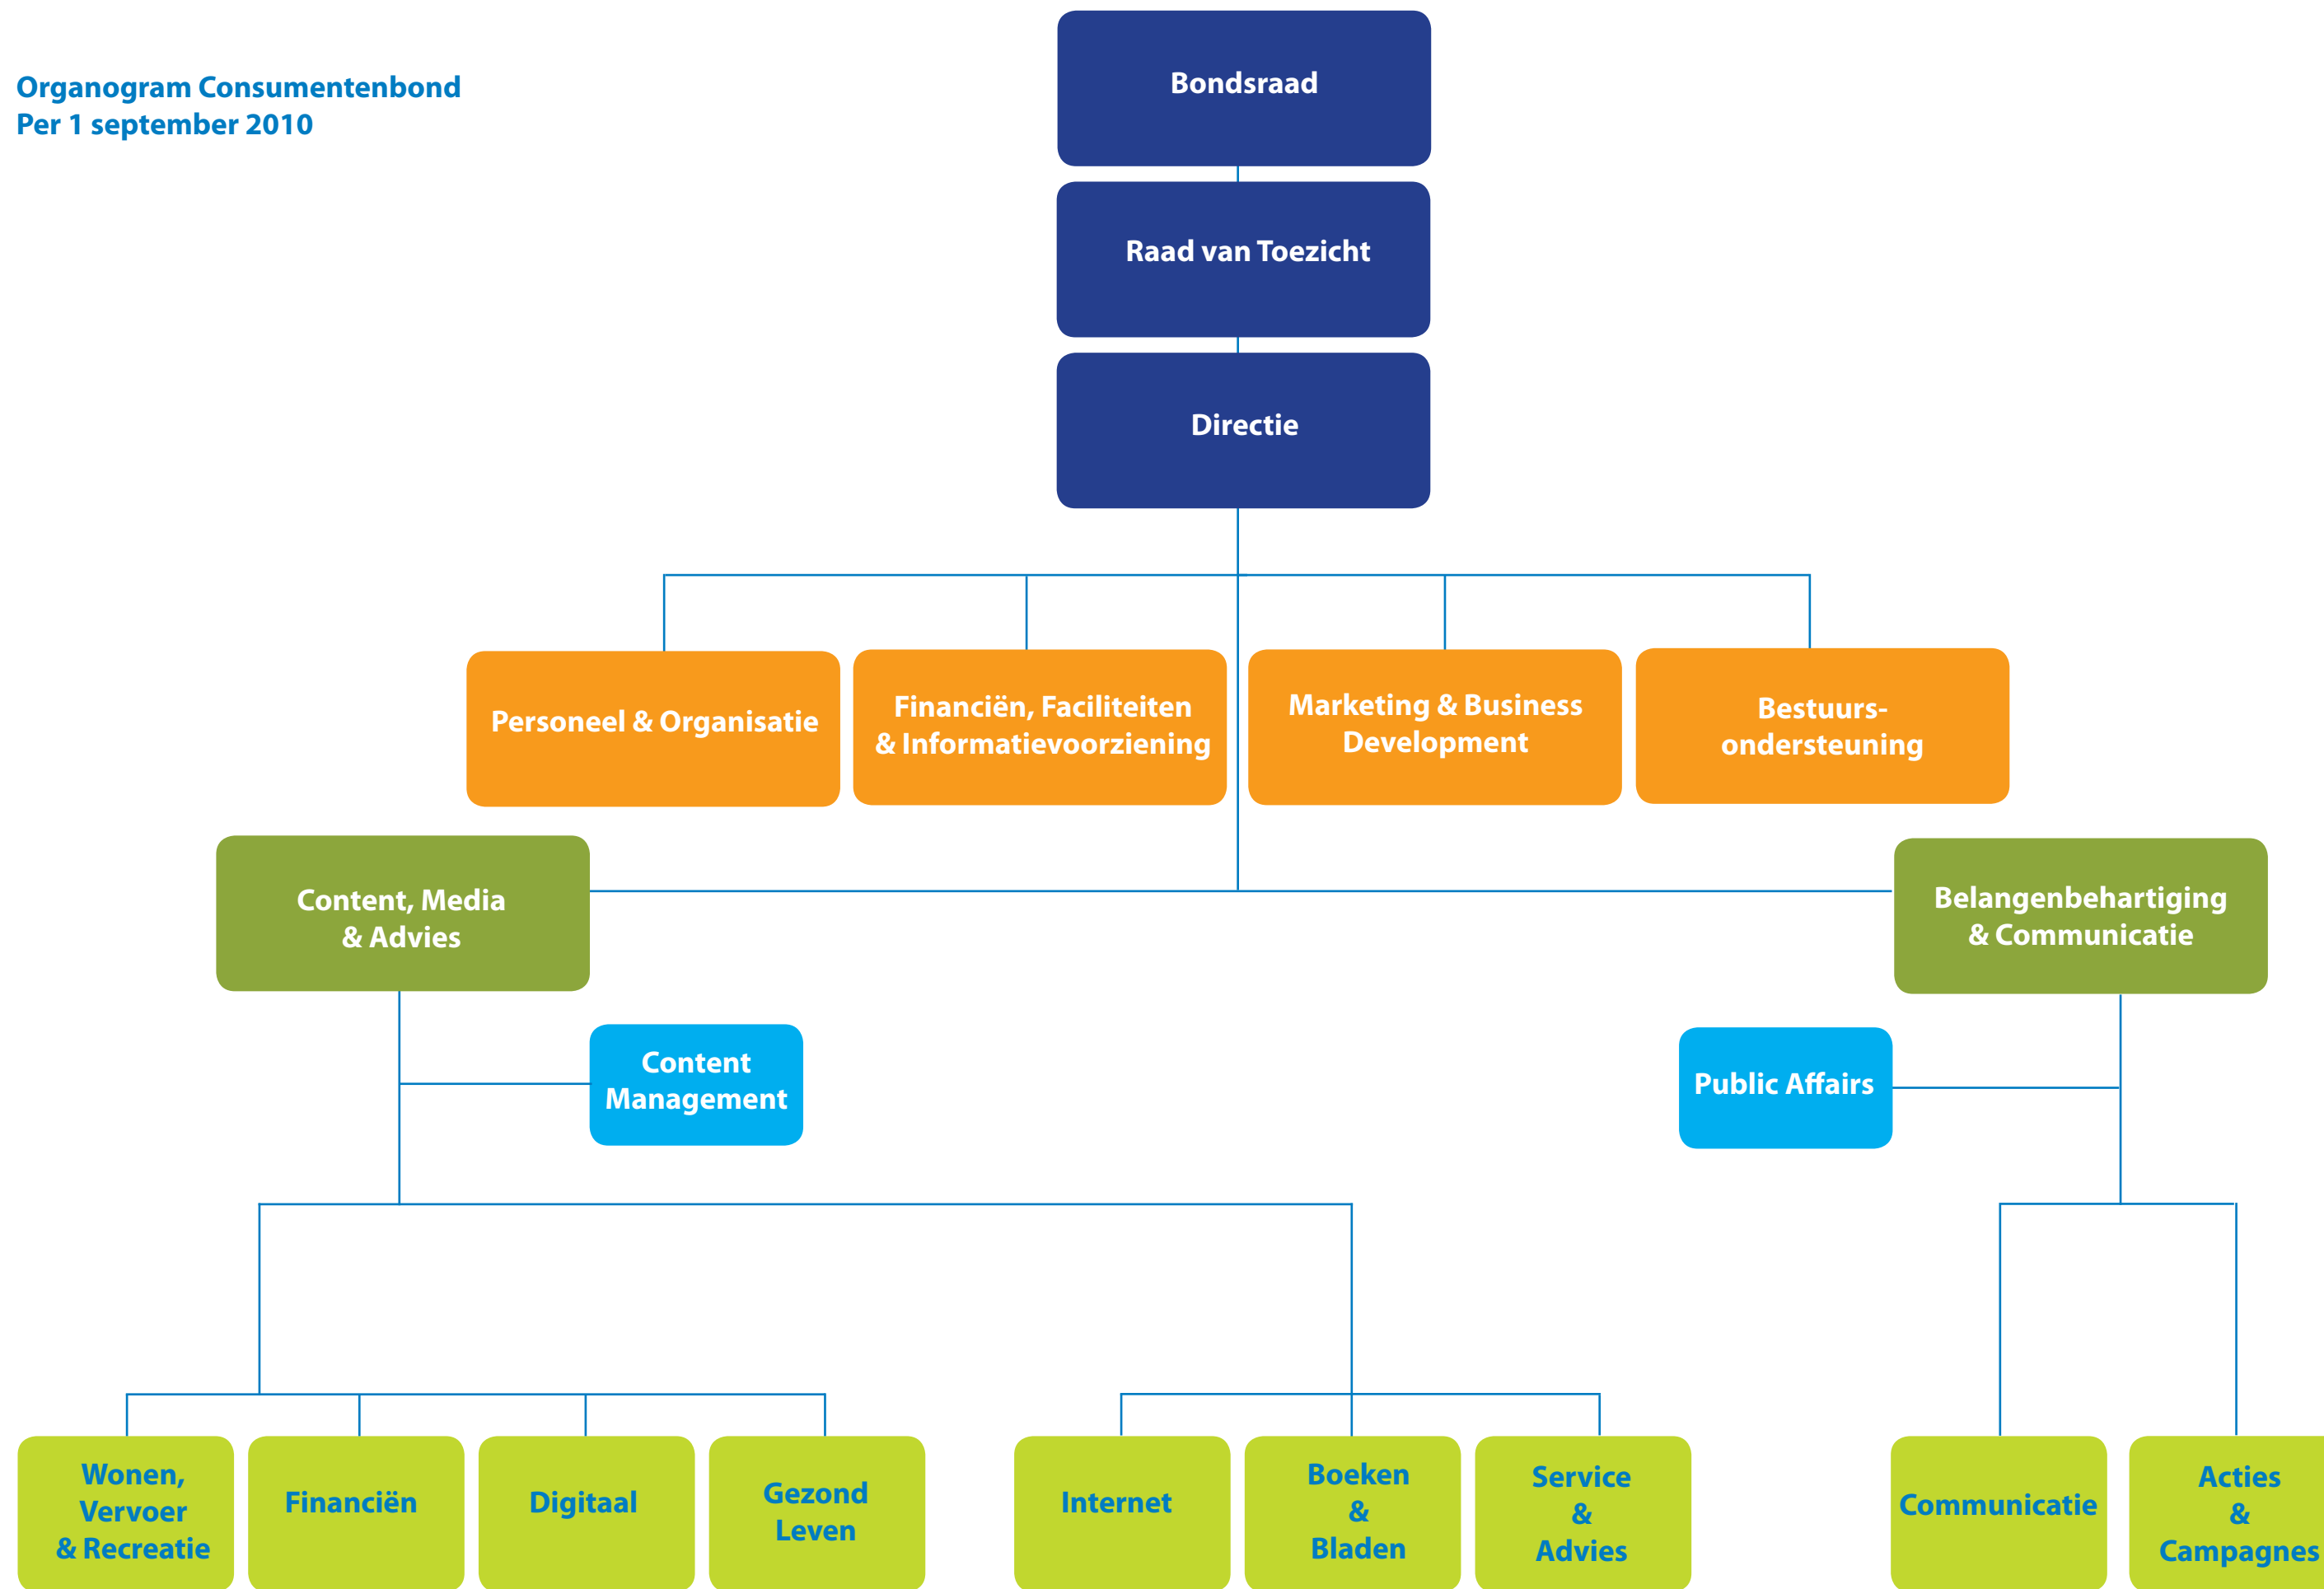 Organogram Consumentenbond
Per 1 september 2010
Bondsraad
Raad van Toezicht
Directie
Personeel & Organisatie
Financiën, Faciliteiten
& Informatievoorziening
Marketing & Business
Development
Bestuurs-
ondersteuning
Content, Media
& Advies
Belangenbehartiging
& Communicatie
Content
Management
Public Affairs
Wonen,
Vervoer
& Recreatie
Financiën
Digitaal
Gezond
Leven
Internet
Boeken
&
Bladen
Service
&
Advies
Communicatie
Acties
&
Campagnes